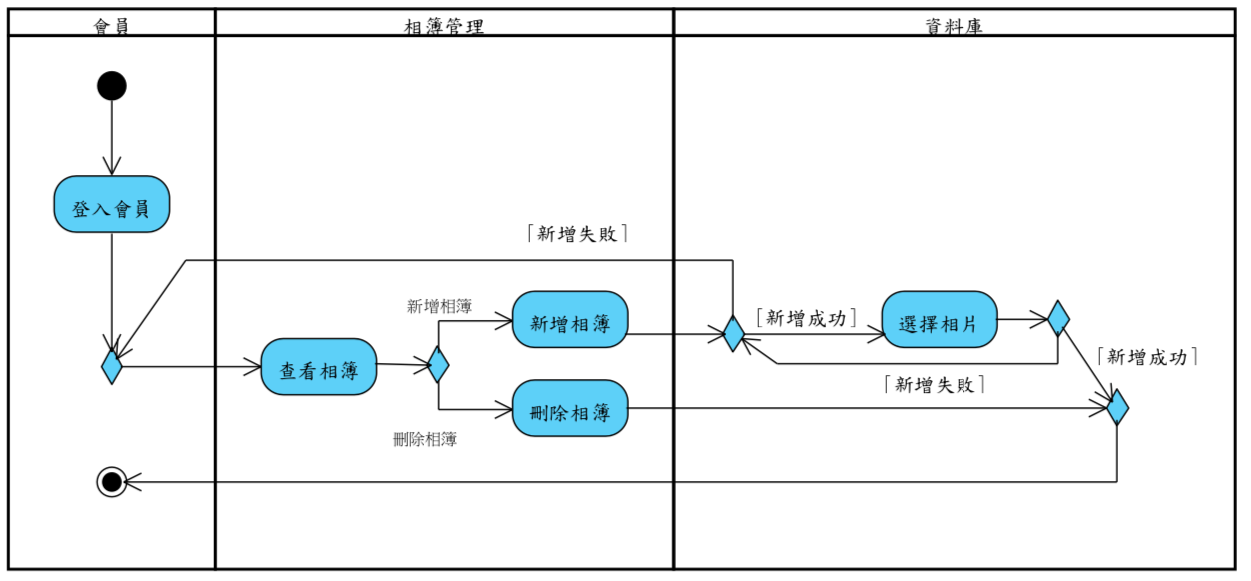 會員
相簿管理
資料庫
登入會員
「新增失敗」
新增相簿
新增相簿
「新增成功」
選擇相片
查看相簿
「新增成功」
「新增失敗」
刪除相簿
刪除相簿